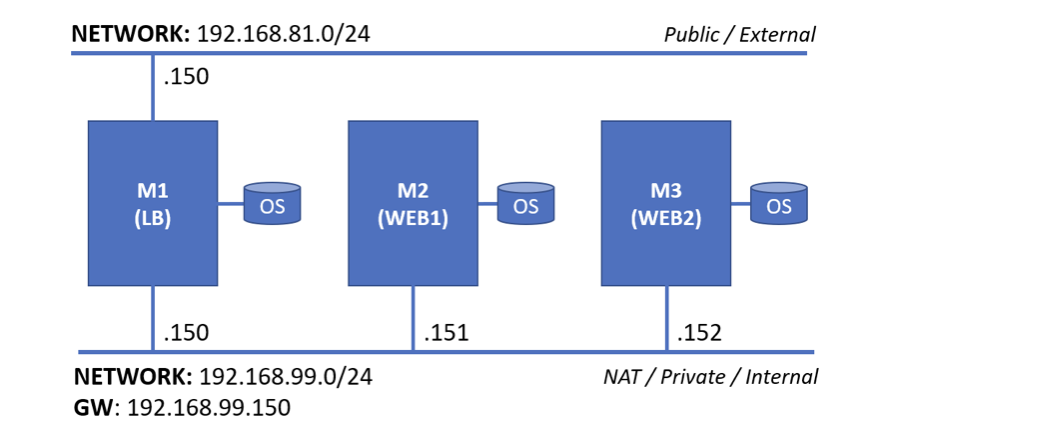 NETWORK: 192.168.81.0/24
Public / External
.150
M1
(LB)
OS
M2
(WEB1)
OS
M3
(WEB2)
OS
.150
.151
.152
NETWORK: 192.168.99.0/24
NAT / Private / Internal
GW: 192.168.99.150